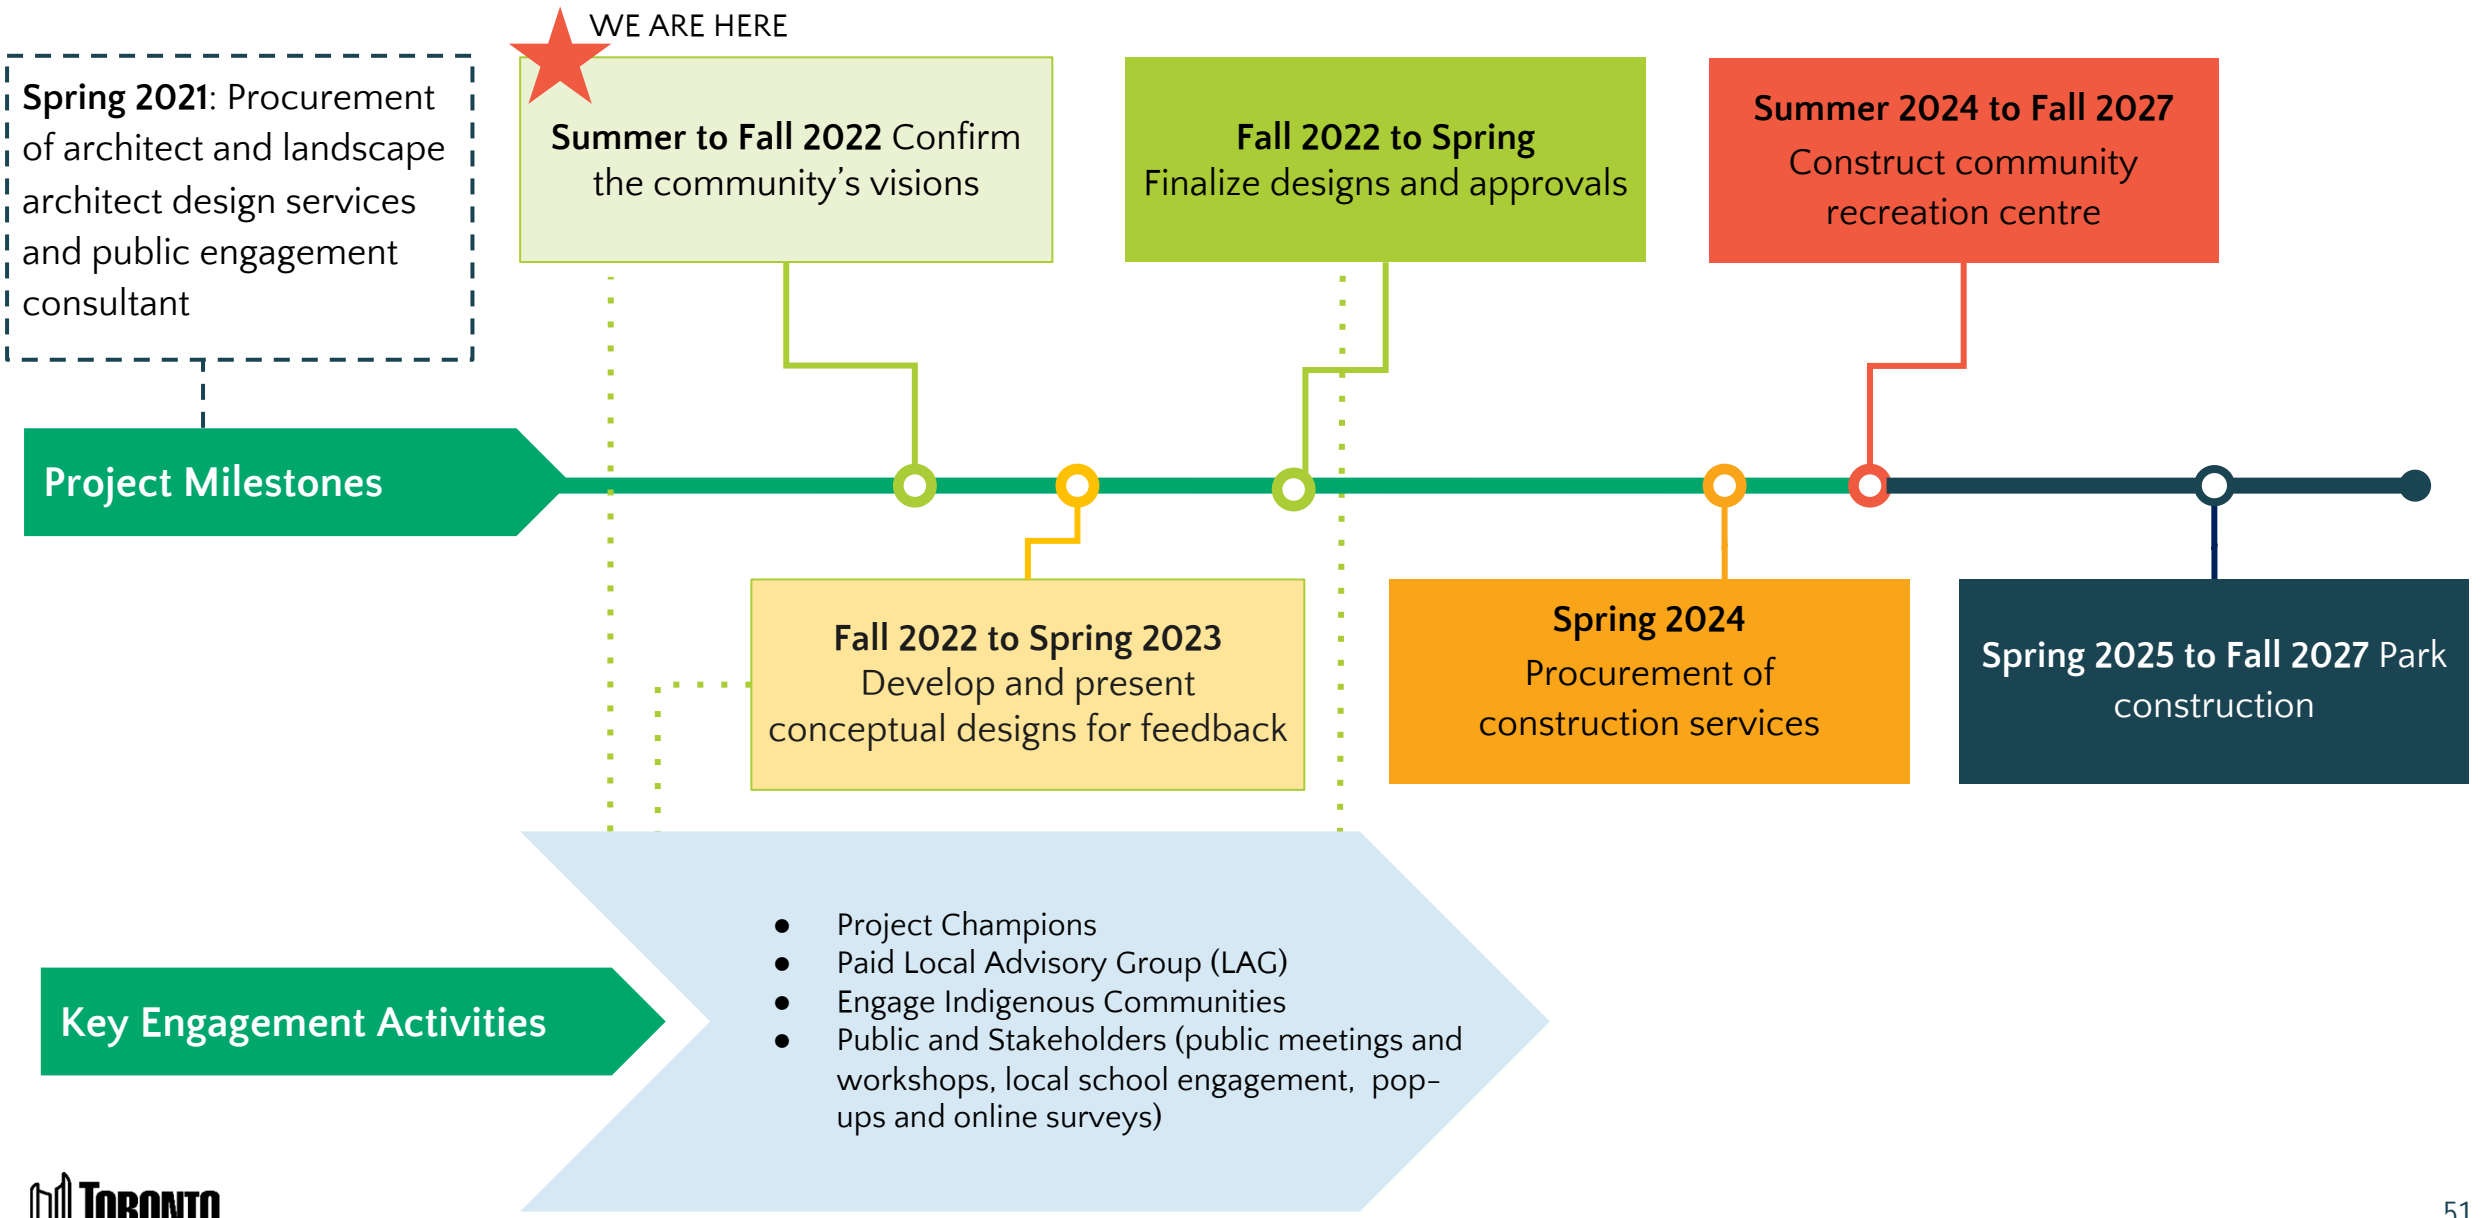 WE ARE HERE
Spring 2021: Procurement
of architect and landscape
architect design services
and public engagement
consultant
Summer to Fall 2022 Confirm
the community’s visions
Fall 2022 to Spring
Finalize designs and approvals
Summer 2024 to Fall 2027
Construct community
recreation centre
Project Milestones
Fall 2022 to Spring 2023
Develop and present
conceptual designs for feedback
Spring 2024
Procurement of
construction services
Spring 2025 to Fall 2027 Park
construction
Key Engagement Activities
● Project Champions
● Paid Local Advisory Group (LAG)
● Engage Indigenous Communities
● Public and Stakeholders (public meetings and
workshops, local school engagement, pop-
ups and online surveys)
TORONTO
51